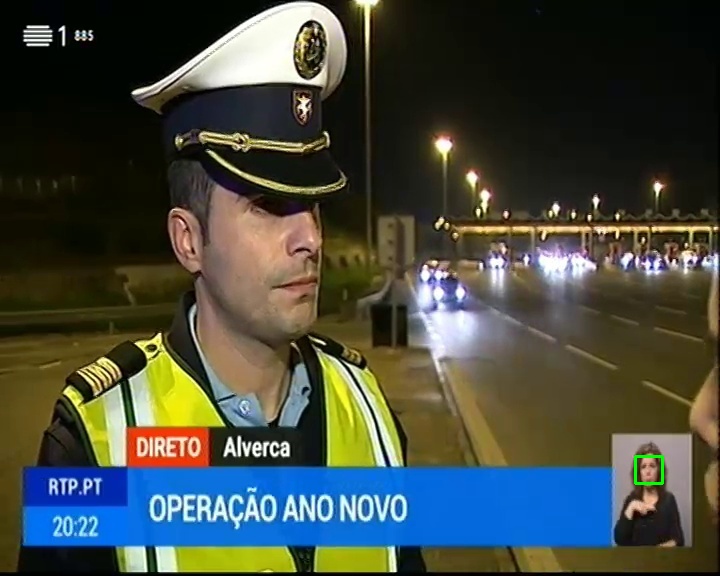 1 885
DIRETO Alverca
RTP.PT
OPERAÇÃO ANO NOVO
20:22